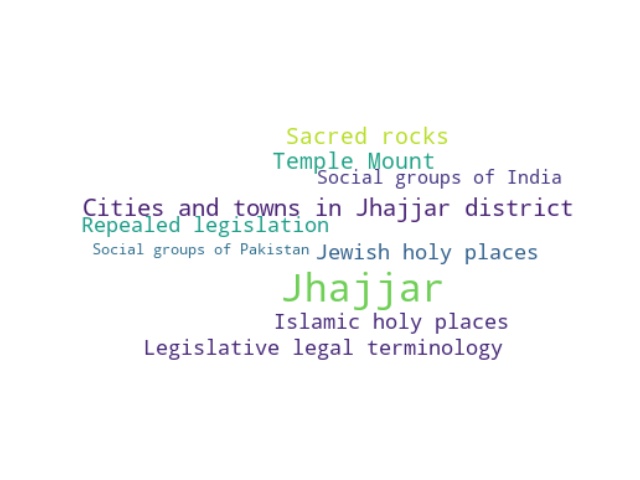 Sacred rocks
Temple Mount
Social groups of India
Cities and towns in Jhajjar district
Repealed legislation
Social groups of Pakistan
Jewish holy places
Jhajjar
Islamic holy places
Legislative legal terminology